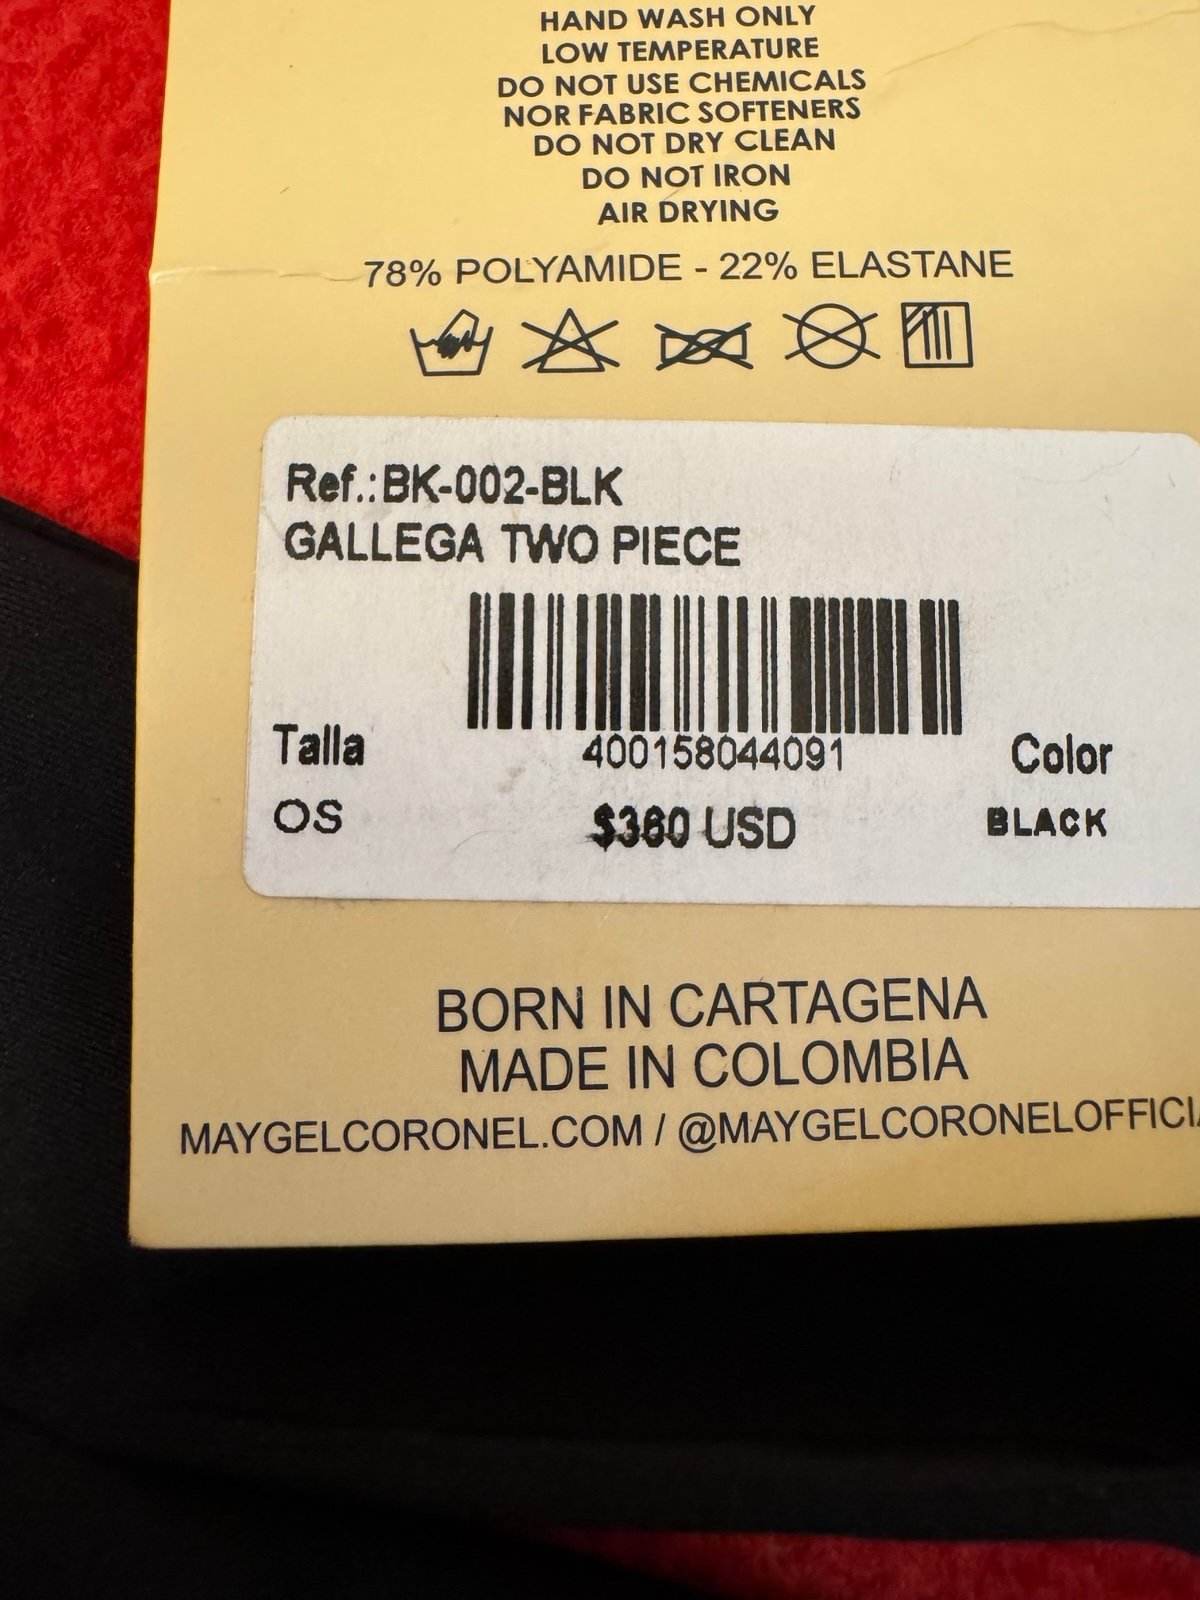 HAND WASH ONLY
LOW TEMPERATURE
DO NOT USE CHEMICALS
NOR FABRIC SOFTENERS
DO NOT DRY CLEAN
DO NOT IRON
AIR DRYING
78% POLYAMIDE - 22% ELASTANE
Ref.:BK-002-BLK
GALLEGA TWO PIECE
400158044091
Talla
Color
OS
USD
BLACK
BORN IN CARTAGENA
MADE IN COLOMBIA
MAYGELCORONEL.COM / @MAYGELCORONELOFFICIA